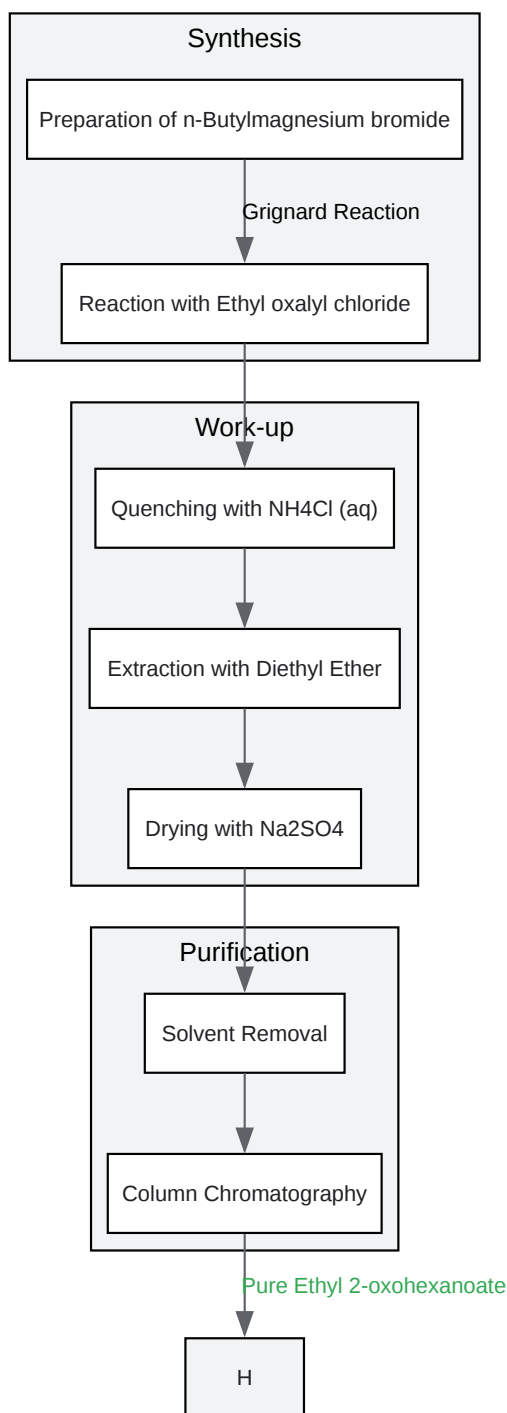 Synthesis
Preparation of n-Butylmagnesium bromide
Grignard Reaction
Reaction with Ethyl oxalyl chloride
Work-up
Quenching with NH4Cl (aq)
Extraction with Diethyl Ether
Drying with Na2SO4
Purification
Solvent Removal
Column Chromatography
Pure Ethyl 2-oxohexanoate
H